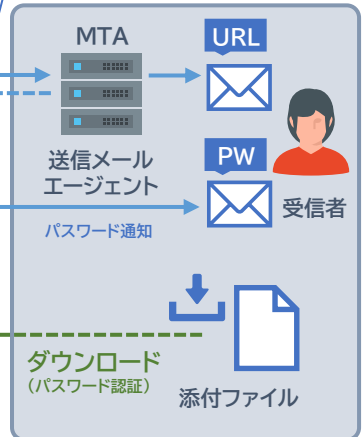 MTA
URL
送信メール
エージェント
PW
受信者
パスワード通知
ダウンロード
(パスワード認証)
添付ファイル